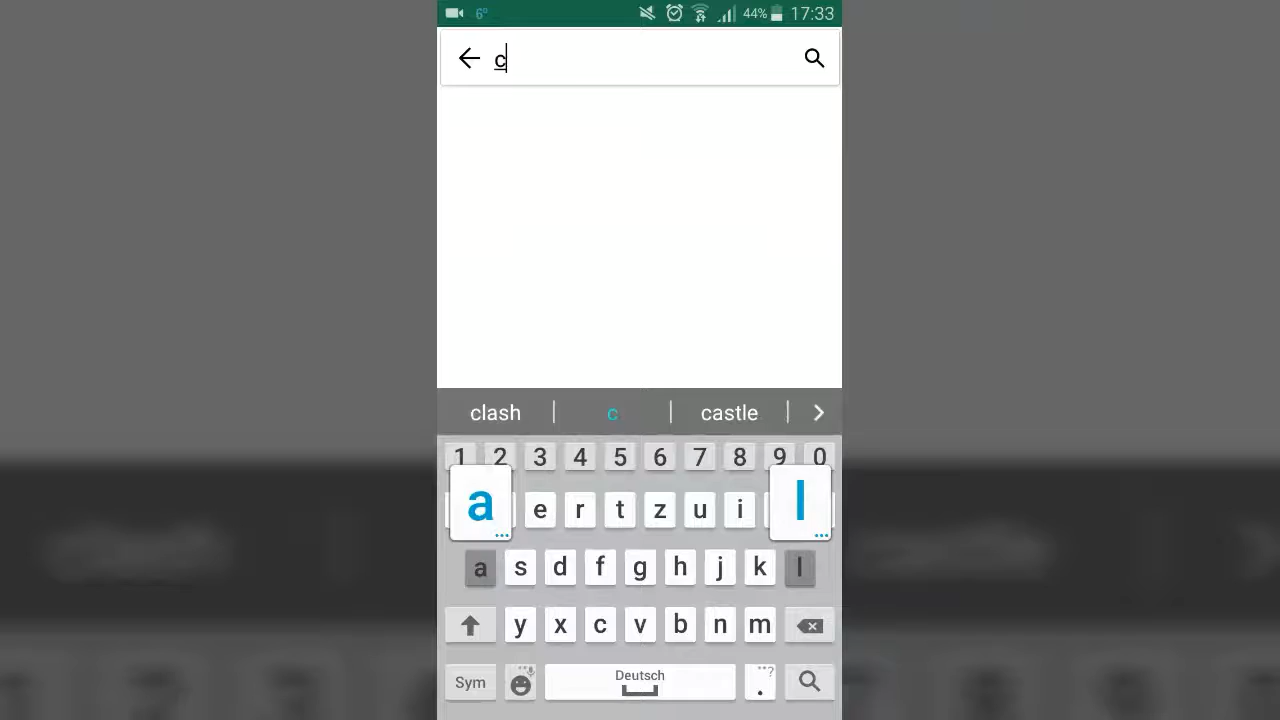 6° 44% 17:33
c
clash c castle
1 2 3 4 5 6 7 8 9 0
a e r t z u i l
a s d f g h j k l
y x c v b n m
Sym Deutsch . ?